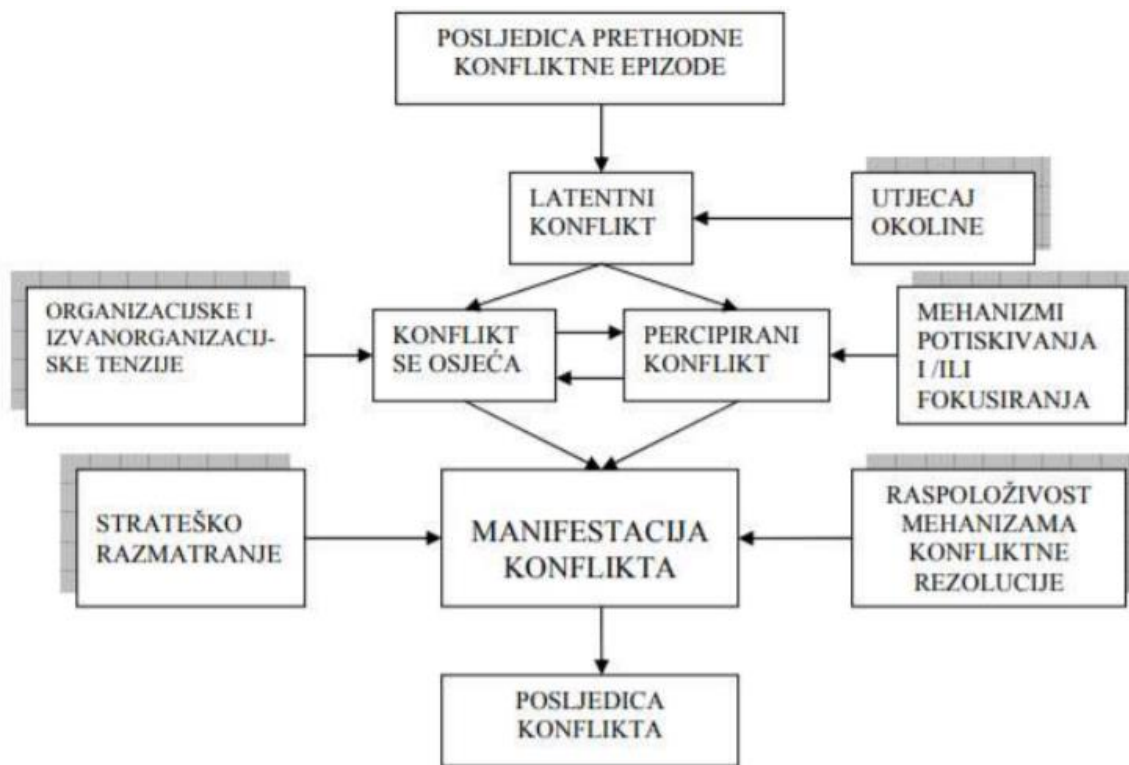 POSLJEDICA PRETHODNE
KONFLIKTNE EPIZODE
LATENTNI
KONFLIKT
UTJECAJ
OKOLINE
ORGANIZACIJSKE I
IZVANORGANIZACIJ-
SKE TENZIJE
KONFLIKT
SE OSJEĆA
PERCIPIRANI
KONFLIKT
MEHANIZMI
POTISKIVANJA
I /ILI
FOKUSIRANJA
STRATEŠKO
RAZMATRANJE
MANIFESTACIJA
KONFLIKTA
RASPOLOŽIVOST
MEHANIZAMA
KONFLIKTNE
REZOLUCIJE
POSLJEDICA
KONFLIKTA